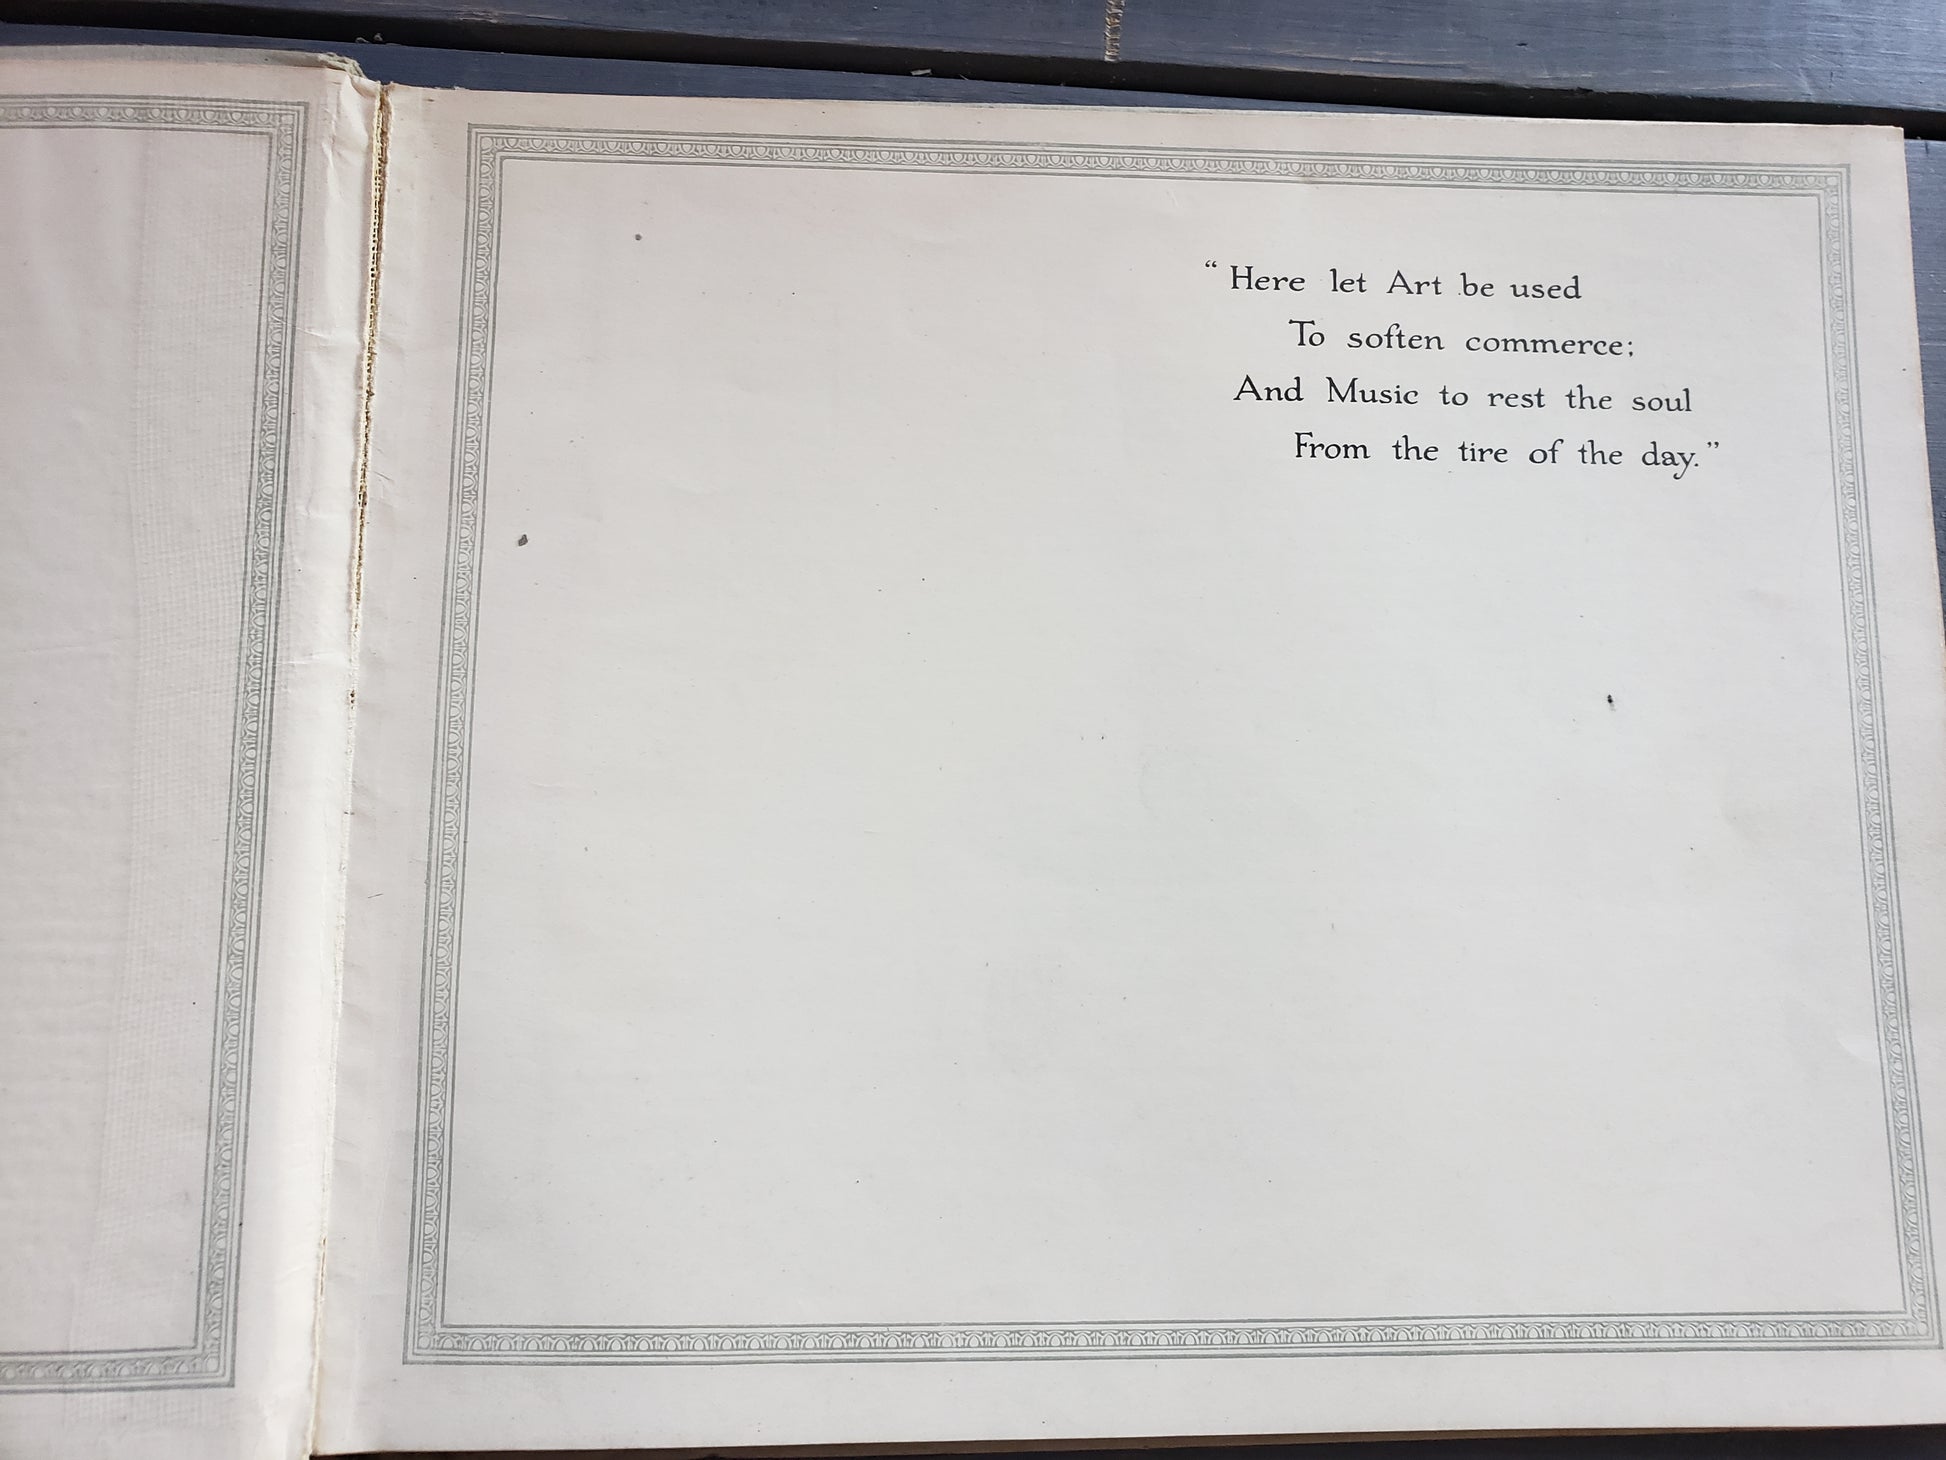 “ Here let Art be used
To soften commerce;
And Music to rest the soul
From the tire of the day.”